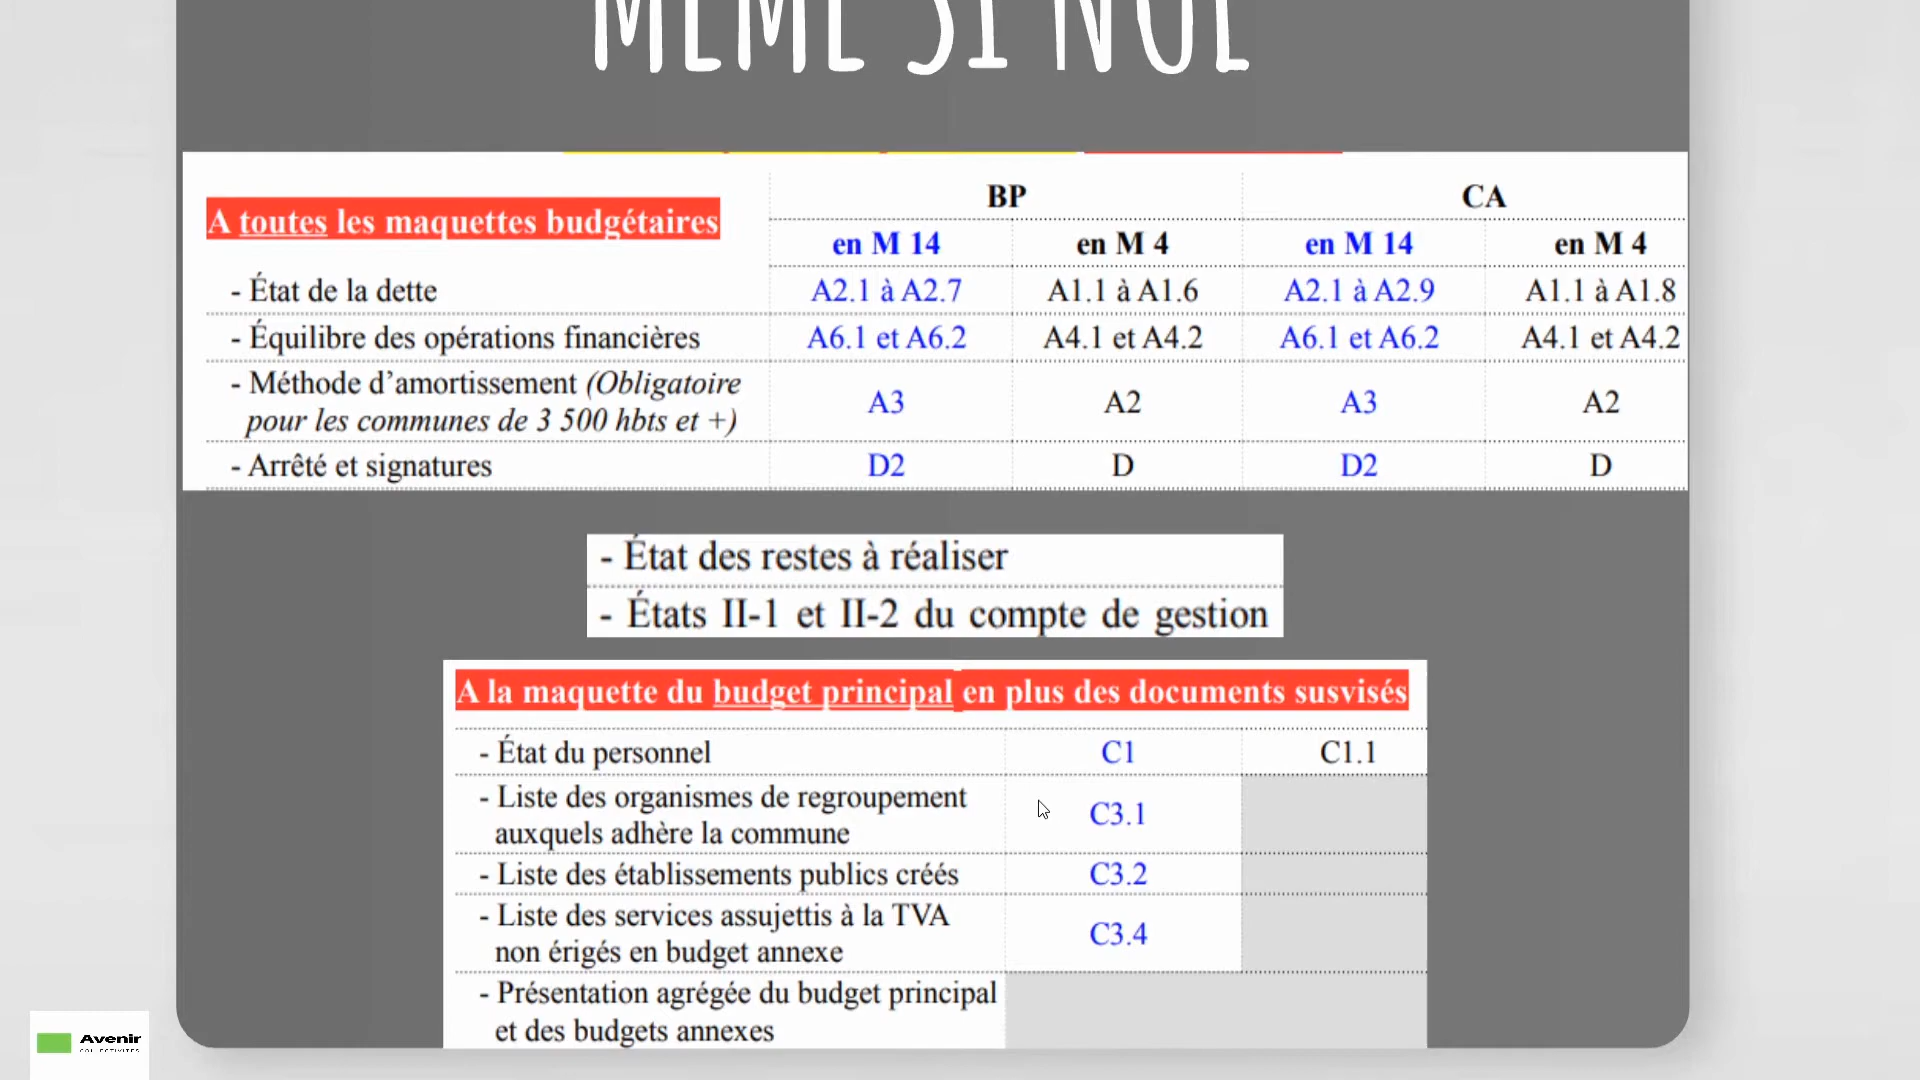 MÊME SI NUL
BP CA
A toutes les maquettes budgétaires
en M 14 en M 4 en M 14 en M 4
- État de la dette A2.1 à A2.7 A1.1 à A1.6 A2.1 à A2.9 A1.1 à A1.8
- Équilibre des opérations financières A6.1 et A6.2 A4.1 et A4.2 A6.1 et A6.2 A4.1 et A4.2
- Méthode d’amortissement (Obligatoire
pour les communes de 3 500 hbts et +) A3 A2 A3 A2
- Arrêté et signatures D2 D D2 D
- État des restes à réaliser
- États II-1 et II-2 du compte de gestion
A la maquette du budget principal en plus des documents susvisés
- État du personnel C1 C1.1
- Liste des organismes de regroupement
auxquels adhère la commune C3.1
- Liste des établissements publics créés C3.2
- Liste des services assujettis à la TVA
non érigés en budget annexe C3.4
- Présentation agrégée du budget principal
et des budgets annexes
Avenir
COLLECTIVITÉS